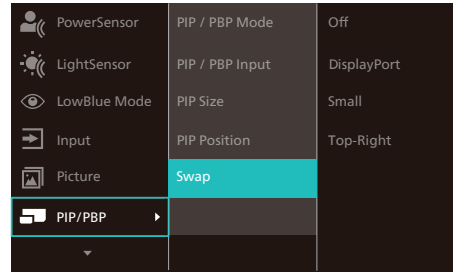 PowerSensor PIP / PBP Mode Off
LightSensor PIP / PBP Input DisplayPort
LowBlue Mode PIP Size Small
Input PIP Position Top-Right
Picture Swap
PIP/PBP